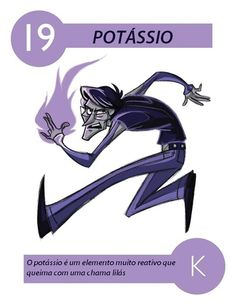 19
POTÁSSIO
O potássio é um elemento muito reativo que
queima com uma chama lilás
K